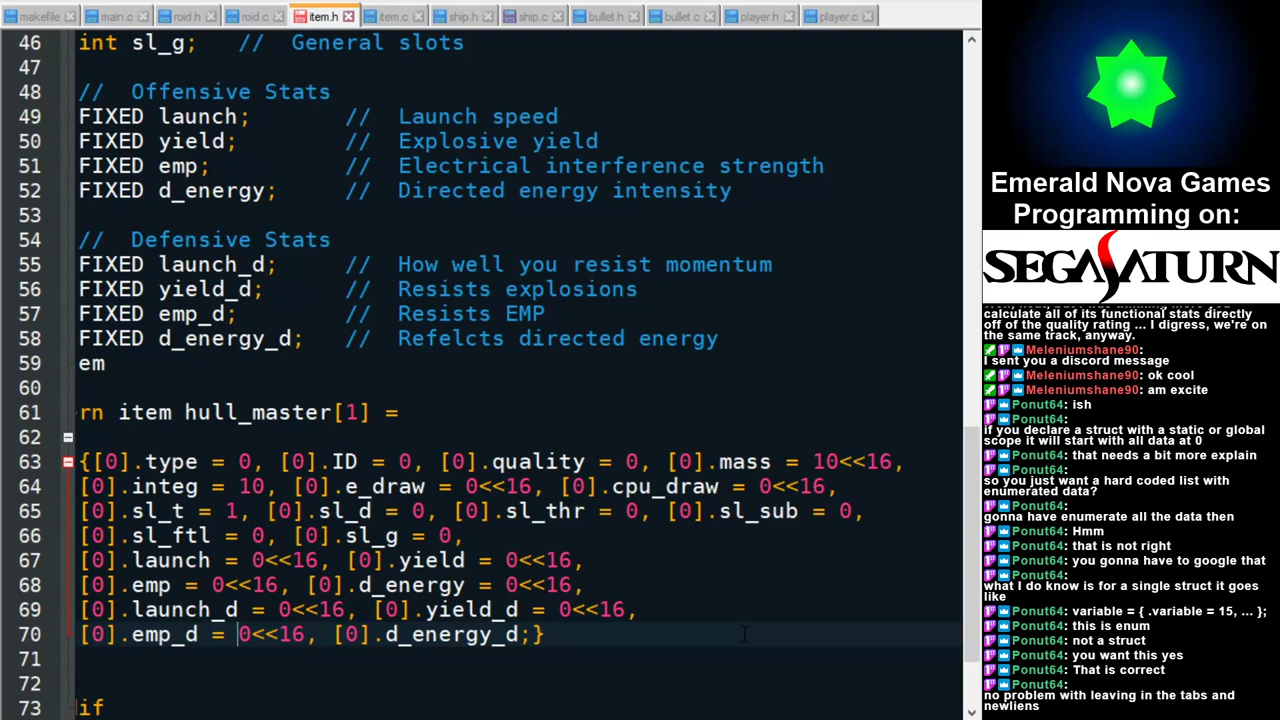 makefile main.c roid.h roid.c item.h item.c ship.h ship.c bullet.h bullet.c player.h player.c
46 int sl_g;   //  General slots
47
48 //  Offensive Stats
49 FIXED launch;       //  Launch speed
50 FIXED yield;        //  Explosive yield
51 FIXED emp;          //  Electrical interference strength
52 FIXED d_energy;     //  Directed energy intensity
53
54 //  Defensive Stats
55 FIXED launch_d;     //  How well you resist momentum
56 FIXED yield_d;      //  Resists explosions
57 FIXED emp_d;        //  Resists EMP
58 FIXED d_energy_d;   //  Refelcts directed energy
59 em
60
61 rn item hull_master[1] =
62
63 {[0].type = 0, [0].ID = 0, [0].quality = 0, [0].mass = 10<<16,
64 [0].integ = 10, [0].e_draw = 0<<16, [0].cpu_draw = 0<<16,
65 [0].sl_t = 1, [0].sl_d = 0, [0].sl_thr = 0, [0].sl_sub = 0,
66 [0].sl_ftl = 0, [0].sl_g = 0,
67 [0].launch = 0<<16, [0].yield = 0<<16,
68 [0].emp = 0<<16, [0].d_energy = 0<<16,
69 [0].launch_d = 0<<16, [0].yield_d = 0<<16,
70 [0].emp_d = 0<<16, [0].d_energy_d;}
71
72
73 if
Emerald Nova Games
Programming on:
SEGASATURN
calculate all of its functional stats directly
off of the quality rating ... I digress, we're on
the same track, anyway.
Meleniumshane90:
I sent you a discord message
Meleniumshane90: ok cool
Meleniumshane90: am excite
Ponut64: ish
Ponut64:
if you declare a struct with a static or global
scope it will start with all data at 0
Ponut64: that needs a bit more explain
Ponut64:
so you just want a hard coded list with
enumerated data?
Ponut64:
gonna have enumerate all the data then
Ponut64: Hmm
Ponut64: that is not right
Ponut64: you gonna have to google that
Ponut64:
what I do know is for a single struct it goes
like
Ponut64: variable = { .variable = 15, ... };
Ponut64: this is enum
Ponut64: not a struct
Ponut64: you want this yes
Ponut64: That is correct
Ponut64:
no problem with leaving in the tabs and
newliens